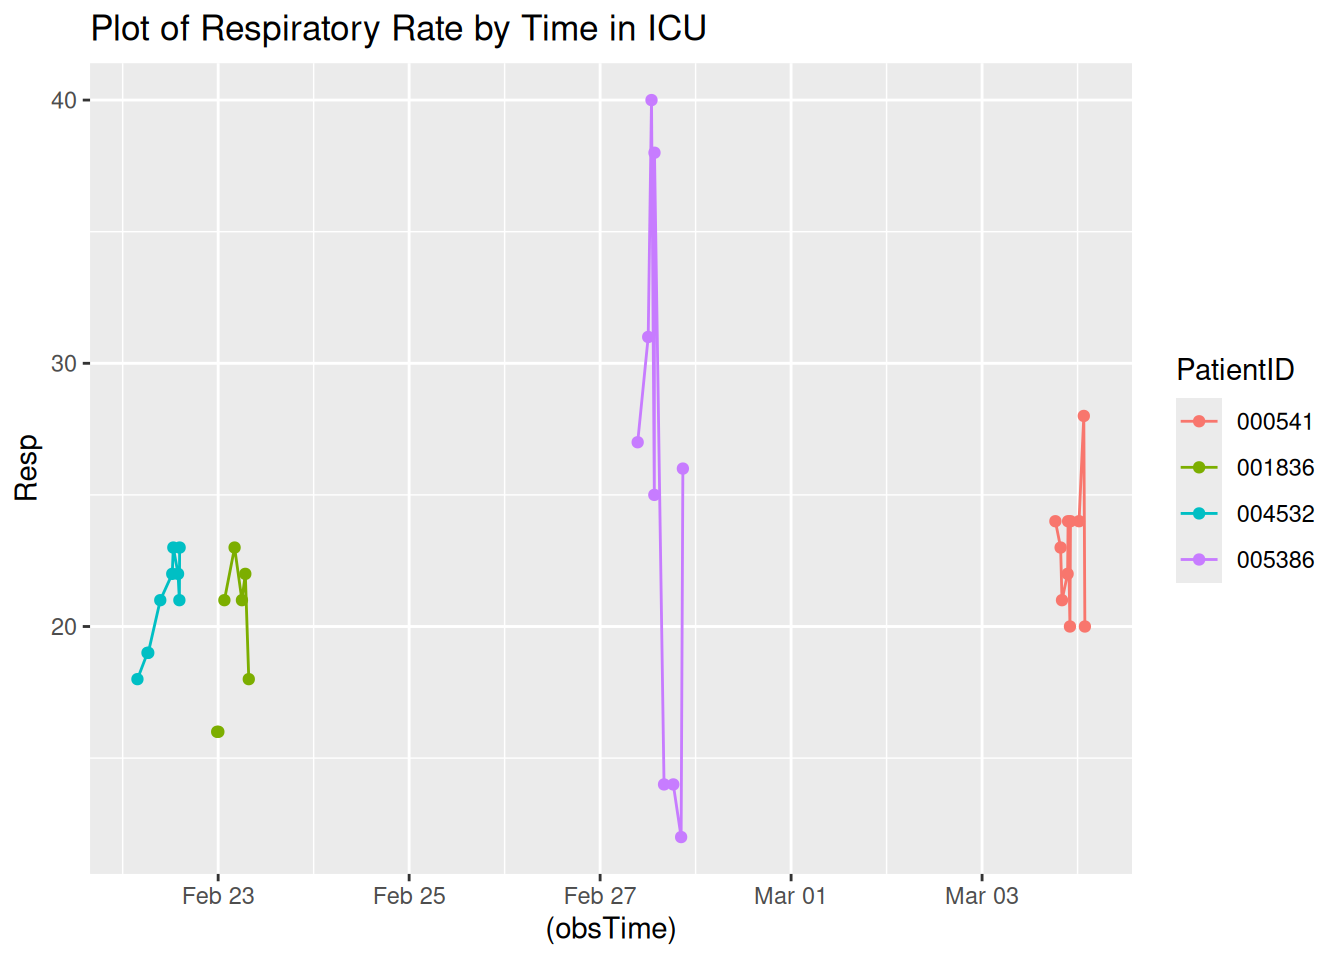 Plot of Respiratory Rate by Time in ICU
40
30
20
Resp
Feb 23
Feb 25
Feb 27
Mar 01
Mar 03
(obsTime)
PatientID
000541
001836
004532
005386